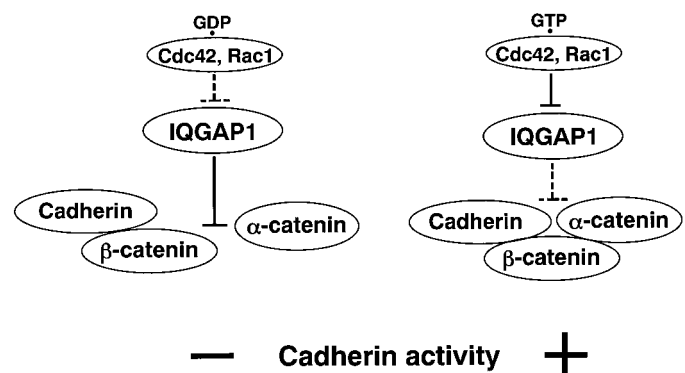 GDP
Cdc42, Rac1
IQGAP1
Cadherin
β-catenin
α-catenin
GTP
Cdc42, Rac1
IQGAP1
Cadherin
α-catenin
β-catenin
− Cadherin activity +